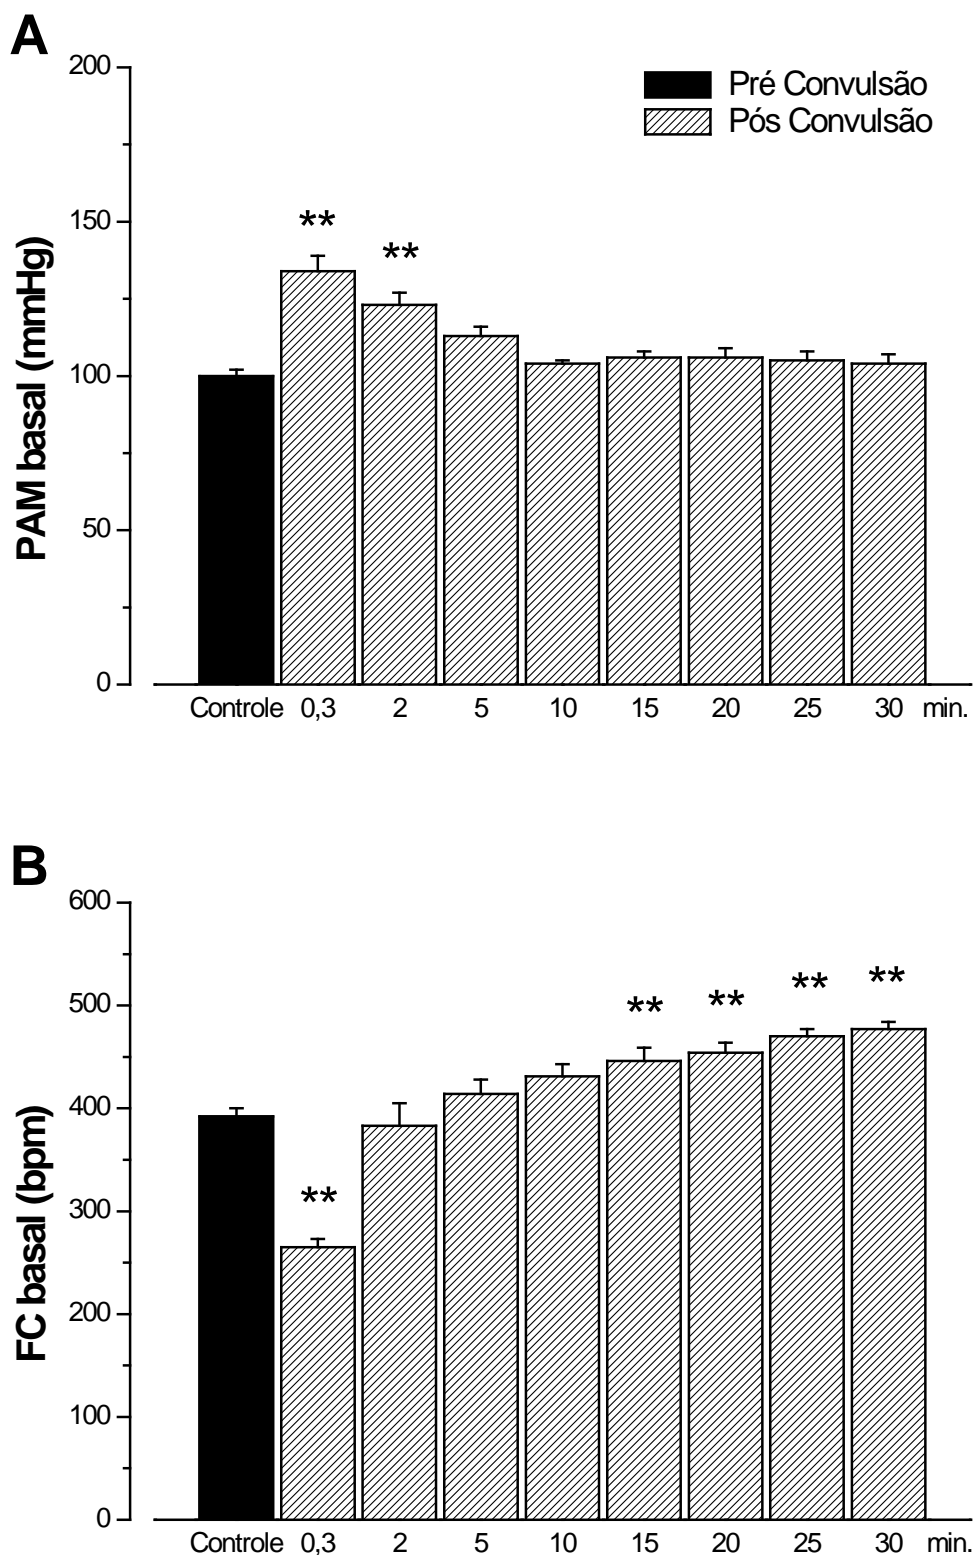 A
200
Pré Convulsão
Pós Convulsão
150
**
**
100
50
0
PAM basal (mmHg)
Controle 0,3 2 5 10 15 20 25 30 min.
B
600
500
** ** ** **
400
**
300
200
100
0
FC basal (bpm)
Controle 0,3 2 5 10 15 20 25 30 min.